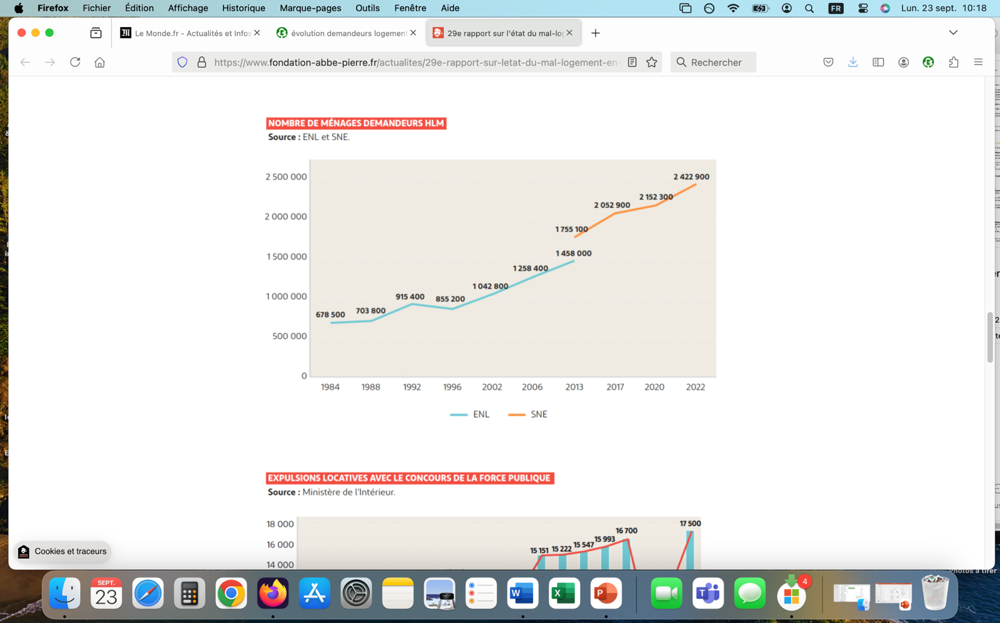 Firefox Fichier Édition Affichage Historique Marque-pages Outils Fenêtre Aide FR Lun. 23 sept. 10:18
Le Monde.fr - Actualités et Infos évolution demandeurs logement 29e rapport sur l'état du mal-lo
https://www.fondation-abbe-pierre.fr/actualites/29e-rapport-sur-letat-du-mal-logement-en- Rechercher
NOMBRE DE MÉNAGES DEMANDEURS HLM
Source : ENL et SNE.
2 500 000
2 000 000
1 500 000
1 000 000
500 000
0
678 500
703 800
915 400
855 200
1 042 800
1 258 400
1 458 000
1 755 100
2 052 900
2 152 300
2 422 900
1984 1988 1992 1996 2002 2006 2013 2017 2020 2022
ENL SNE
EXPULSIONS LOCATIVES AVEC LE CONCOURS DE LA FORCE PUBLIQUE
Source : Ministère de l'Intérieur.
18 000
16 000
14 000
15 151 15 222 15 547 15 993 16 700 17 500
Cookies et traceurs
Photos à tirer
SEPT.
23
W X P T 4